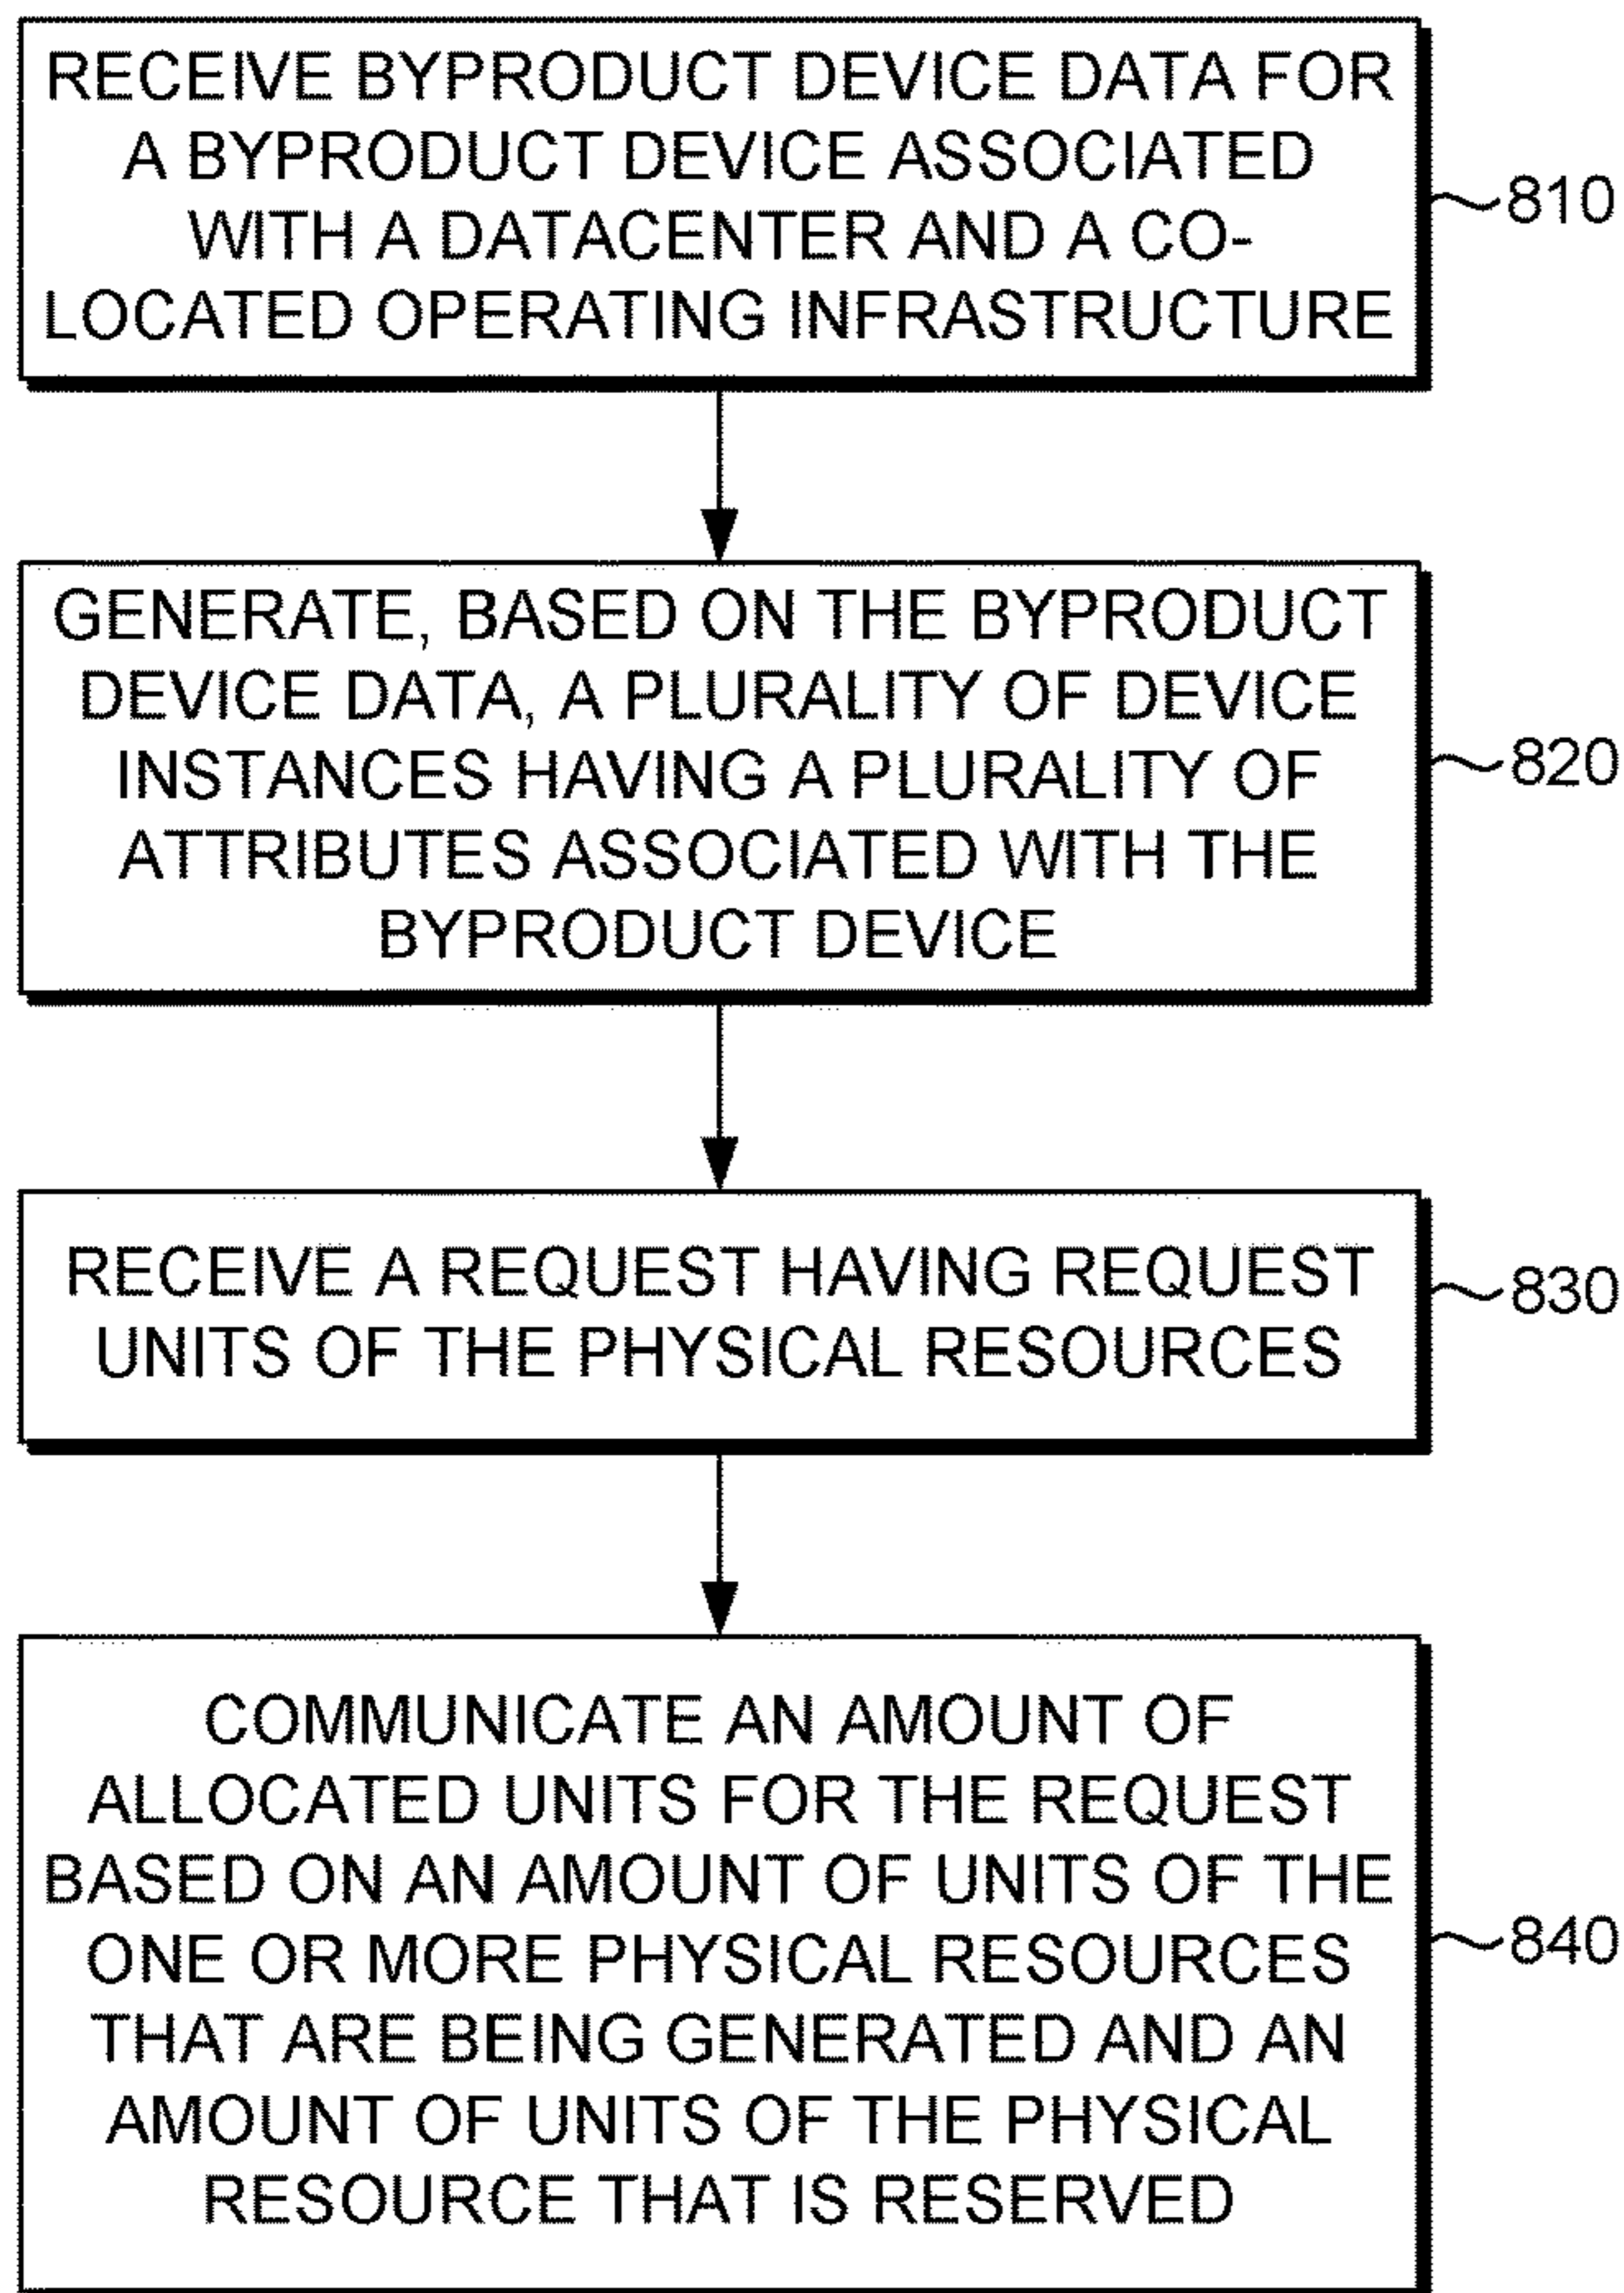 RECEIVE BYPRODUCT DEVICE DATA FOR
A BYPRODUCT DEVICE ASSOCIATED
WITH A DATACENTER AND A CO-
LOCATED OPERATING INFRASTRUCTURE
810
GENERATE, BASED ON THE BYPRODUCT
DEVICE DATA, A PLURALITY OF DEVICE
INSTANCES HAVING A PLURALITY OF
ATTRIBUTES ASSOCIATED WITH THE
BYPRODUCT DEVICE
820
RECEIVE A REQUEST HAVING REQUEST
UNITS OF THE PHYSICAL RESOURCES
830
COMMUNICATE AN AMOUNT OF
ALLOCATED UNITS FOR THE REQUEST
BASED ON AN AMOUNT OF UNITS OF THE
ONE OR MORE PHYSICAL RESOURCES
THAT ARE BEING GENERATED AND AN
AMOUNT OF UNITS OF THE PHYSICAL
RESOURCE THAT IS RESERVED
840